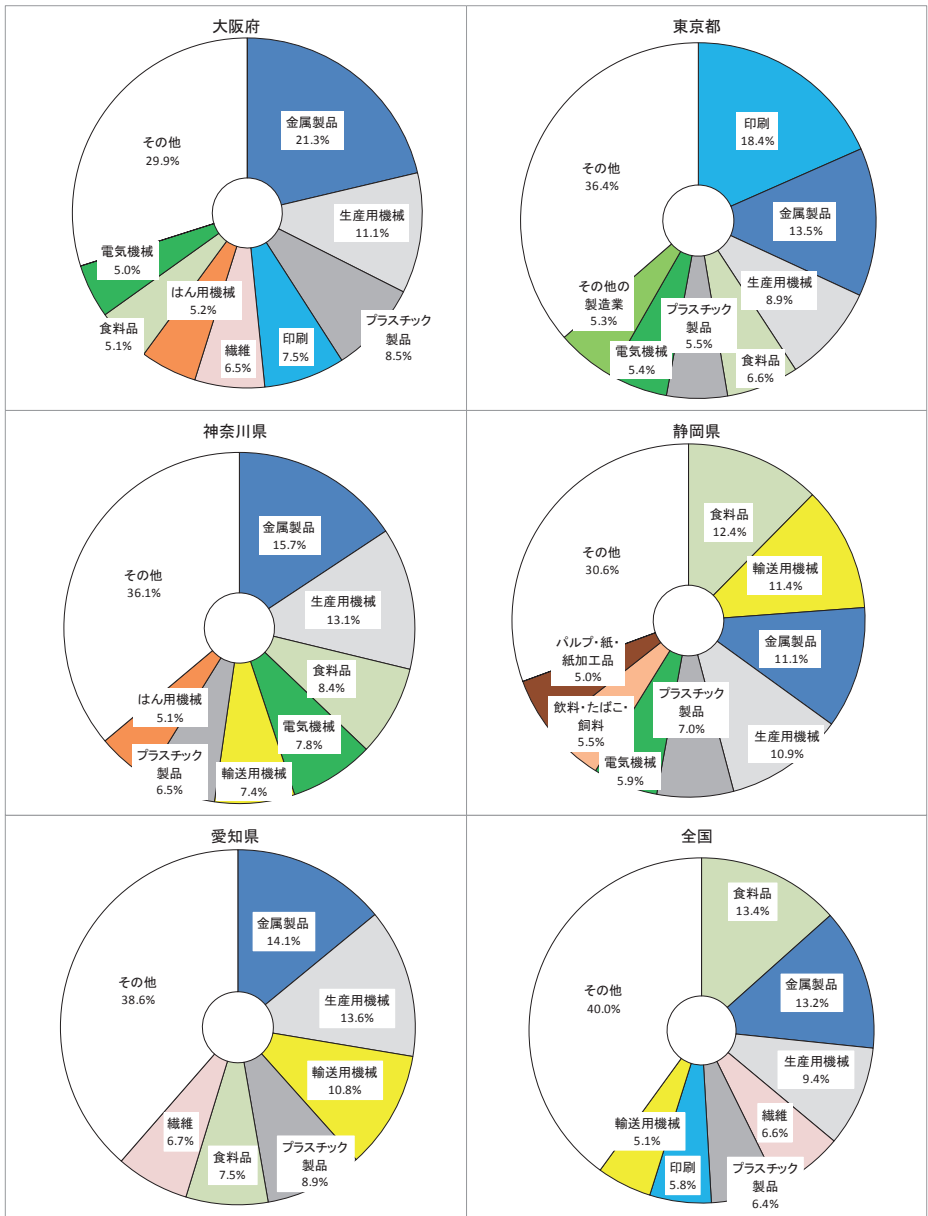 大阪府
金属製品
21.3%
生産用機械
11.1%
プラスチック
製品
8.5%
印刷
7.5%
繊維
6.5%
はん用機械
5.2%
食料品
5.1%
電気機械
5.0%
その他
29.9%
東京都
印刷
18.4%
金属製品
13.5%
生産用機械
8.9%
食料品
6.6%
プラスチック
製品
5.5%
電気機械
5.4%
その他の
製造業
5.3%
その他
36.4%
神奈川県
金属製品
15.7%
生産用機械
13.1%
食料品
8.4%
電気機械
7.8%
輸送用機械
7.4%
プラスチック
製品
6.5%
はん用機械
5.1%
その他
36.1%
静岡県
食料品
12.4%
輸送用機械
11.4%
金属製品
11.1%
生産用機械
10.9%
プラスチック
製品
7.0%
電気機械
5.9%
飲料・たばこ・
飼料
5.5%
パルプ・紙・
紙加工品
5.0%
その他
30.6%
愛知県
金属製品
14.1%
生産用機械
13.6%
輸送用機械
10.8%
プラスチック
製品
8.9%
食料品
7.5%
繊維
6.7%
その他
38.6%
全国
食料品
13.4%
金属製品
13.2%
生産用機械
9.4%
繊維
6.6%
プラスチック
製品
6.4%
印刷
5.8%
輸送用機械
5.1%
その他
40.0%